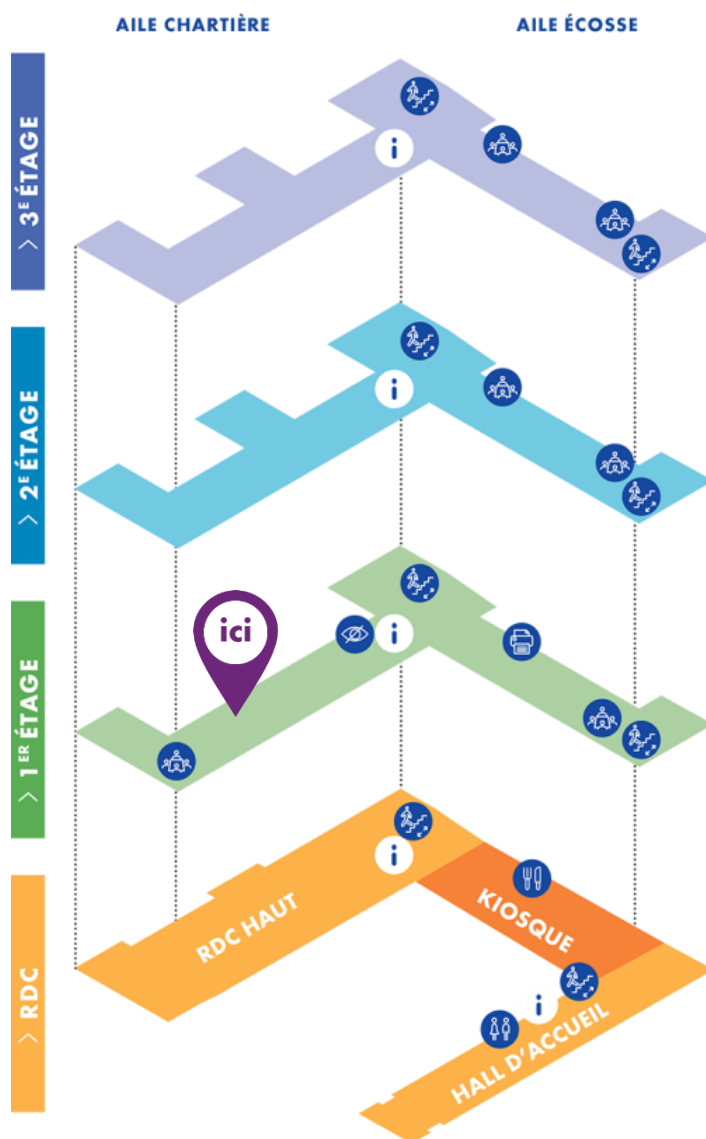 AILE CHARTIÈRE
AILE ÉCOSSE
> 3E ÉTAGE
i
> 2E ÉTAGE
i
> 1ER ÉTAGE
ici
i
> RDC
i
RDC HAUT
KIOSQUE
i
HALL D'ACCUEIL